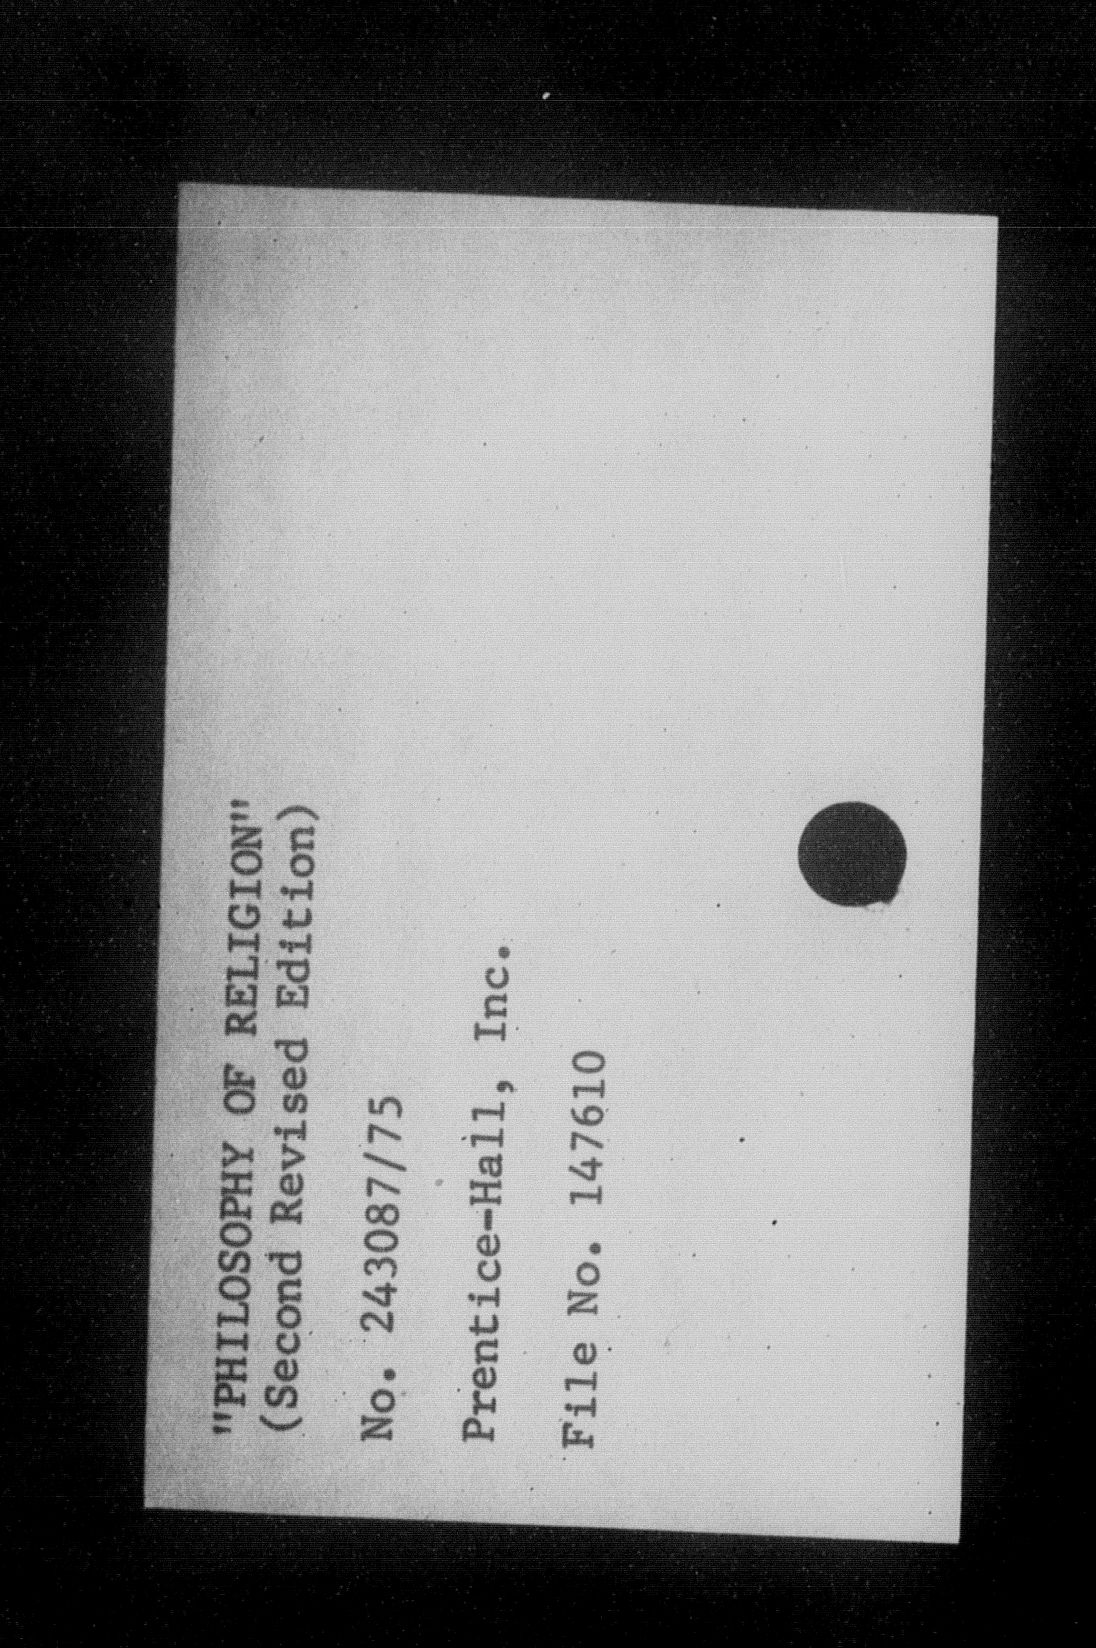 "PHILOSOPHY OF RELIGION"
(Second Revised Edition)
No. 243087/75
Prentice-Hall, Inc.
File No. 147610